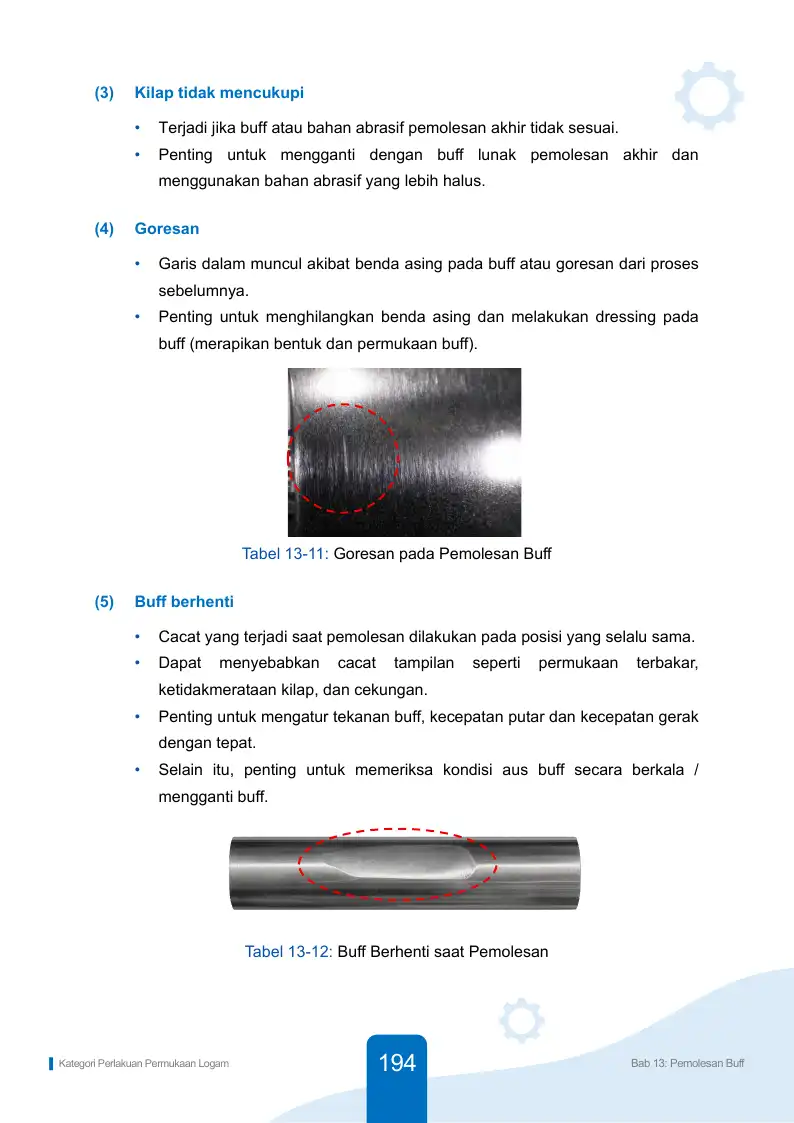 (3) Kilap tidak mencukupi
• Terjadi jika buff atau bahan abrasif pemolesan akhir tidak sesuai.
• Penting untuk mengganti dengan buff lunak pemolesan akhir dan
menggunakan bahan abrasif yang lebih halus.
(4) Goresan
• Garis dalam muncul akibat benda asing pada buff atau goresan dari proses
sebelumnya.
• Penting untuk menghilangkan benda asing dan melakukan dressing pada
buff (merapikan bentuk dan permukaan buff).
Tabel 13-11: Goresan pada Pemolesan Buff
(5) Buff berhenti
• Cacat yang terjadi saat pemolesan dilakukan pada posisi yang selalu sama.
• Dapat menyebabkan cacat tampilan seperti permukaan terbakar,
ketidakmerataan kilap, dan cekungan.
• Penting untuk mengatur tekanan buff, kecepatan putar dan kecepatan gerak
dengan tepat.
• Selain itu, penting untuk memeriksa kondisi aus buff secara berkala /
mengganti buff.
Tabel 13-12: Buff Berhenti saat Pemolesan
Kategori Perlakuan Permukaan Logam
194
Bab 13: Pemolesan Buff